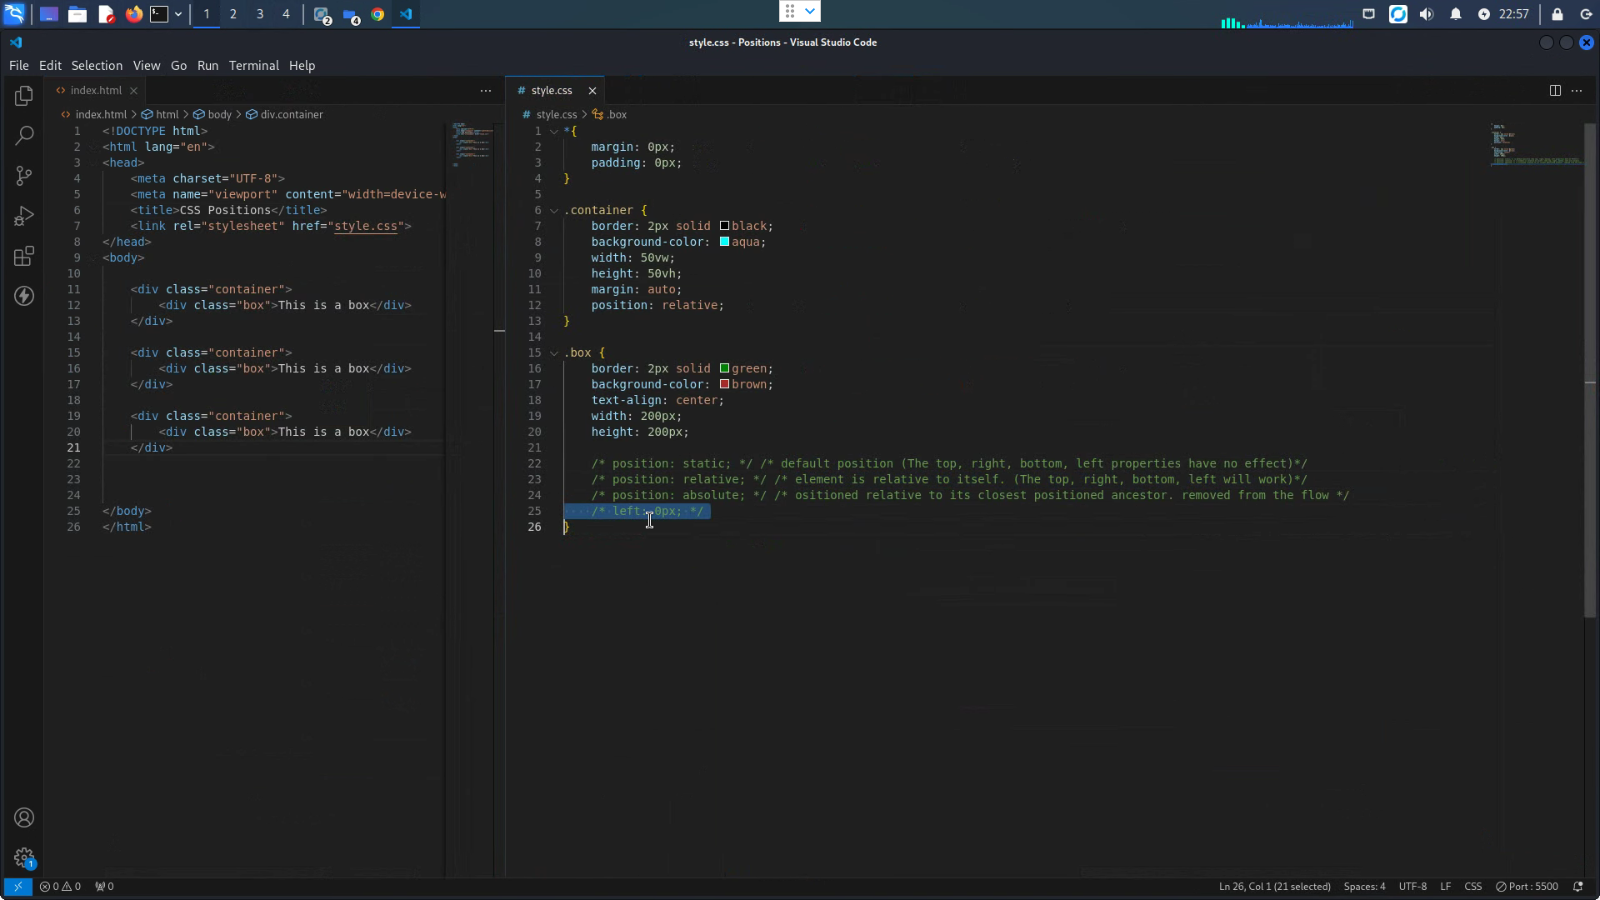 1 2 3 4 2 4 22:57
style.css - Positions - Visual Studio Code
File Edit Selection View Go Run Terminal Help
index.html
index.html > html > body > div.container
1 <!DOCTYPE html>
2 <html lang="en">
3 <head>
4 <meta charset="UTF-8">
5 <meta name="viewport" content="width=device-w
6 <title>CSS Positions</title>
7 <link rel="stylesheet" href="style.css">
8 </head>
9 <body>
10
11 <div class="container">
12 <div class="box">This is a box</div>
13 </div>
14
15 <div class="container">
16 <div class="box">This is a box</div>
17 </div>
18
19 <div class="container">
20 <div class="box">This is a box</div>
21 </div>
22
23
24
25 </body>
26 </html>
# style.css
# style.css > .box
1 *{
2 margin: 0px;
3 padding: 0px;
4 }
5
6 .container {
7 border: 2px solid black;
8 background-color: aqua;
9 width: 50vw;
10 height: 50vh;
11 margin: auto;
12 position: relative;
13 }
14
15 .box {
16 border: 2px solid green;
17 background-color: brown;
18 text-align: center;
19 width: 200px;
20 height: 200px;
21
22 /* position: static; */ /* default position (The top, right, bottom, left properties have no effect)*/
23 /* position: relative; */ /* element is relative to itself. (The top, right, bottom, left will work)*/
24 /* position: absolute; */ /* ositioned relative to its closest positioned ancestor. removed from the flow */
25 /* left: 0px; */
26 }
1
0 0 0 Ln 26, Col 1 (21 selected) Spaces: 4 UTF-8 LF CSS Port : 5500